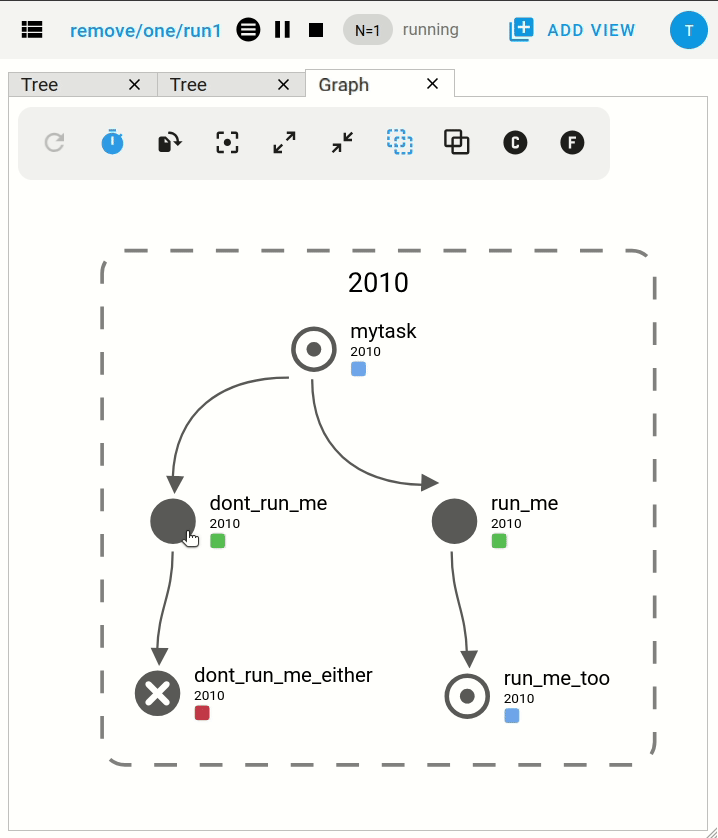 remove/one/run1 N=1 running ADD VIEW T
Tree Tree Graph
C F
2010
mytask
2010
dont_run_me
2010
run_me
2010
dont_run_me_either
2010
run_me_too
2010